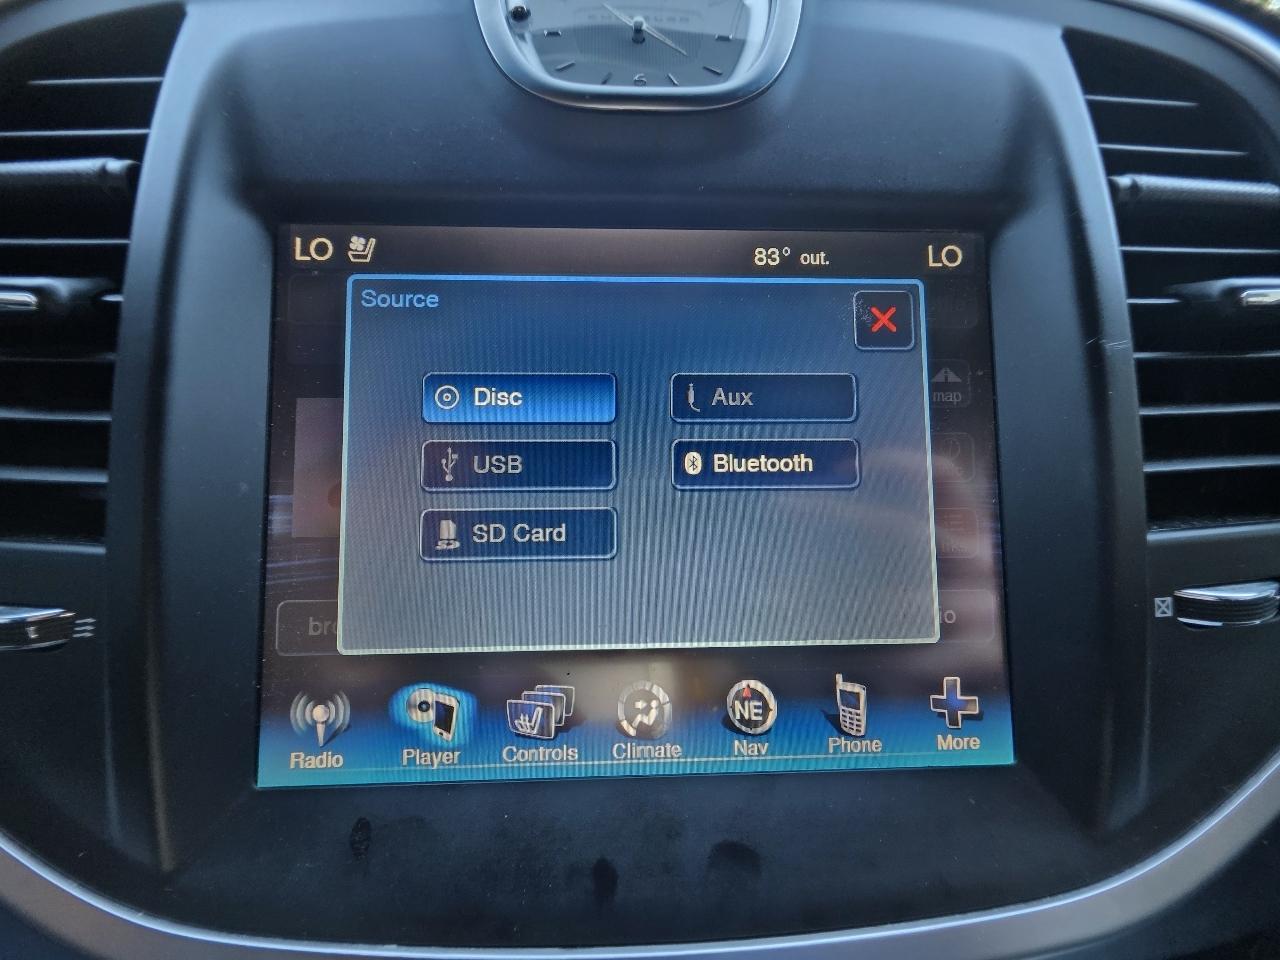 6
LO 83° out. LO
Source
Disc Aux
map
USB Bluetooth
SD Card
Radio Player Controls Climate NE Nav Phone More